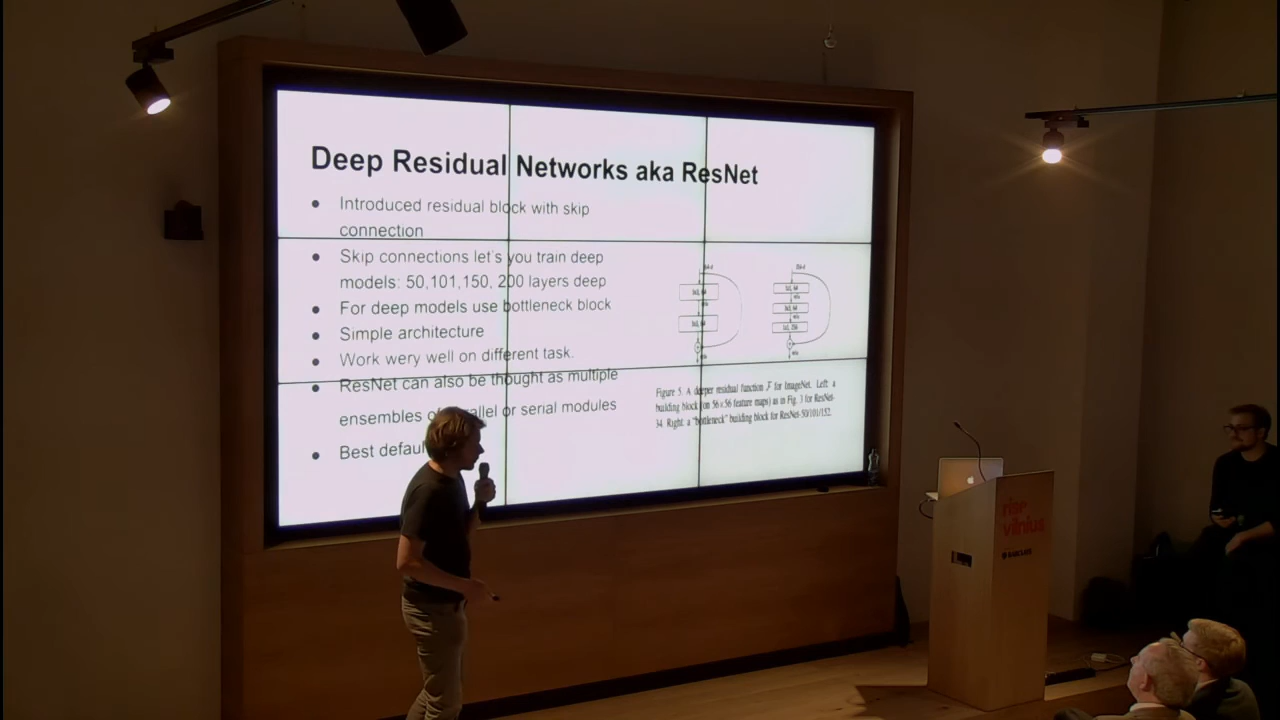 Deep Residual Networks aka ResNet
● Introduced residual block with skip
connection
● Skip connections let's you train deep
models: 50,101,150, 200 layers deep
● For deep models use bottleneck block
● Simple architecture
● Work wery well on different task.
● ResNet can also be thought as multiple
ensembles of parallel or serial modules
● Best default
Figure 5. A deeper residual function F for ImageNet. Left: a
building block (on 56×56 feature maps) as in Fig. 3 for ResNet-
34. Right: a "bottleneck" building block for ResNet-50/101/152.
rise
vilnius
BARCLAYS